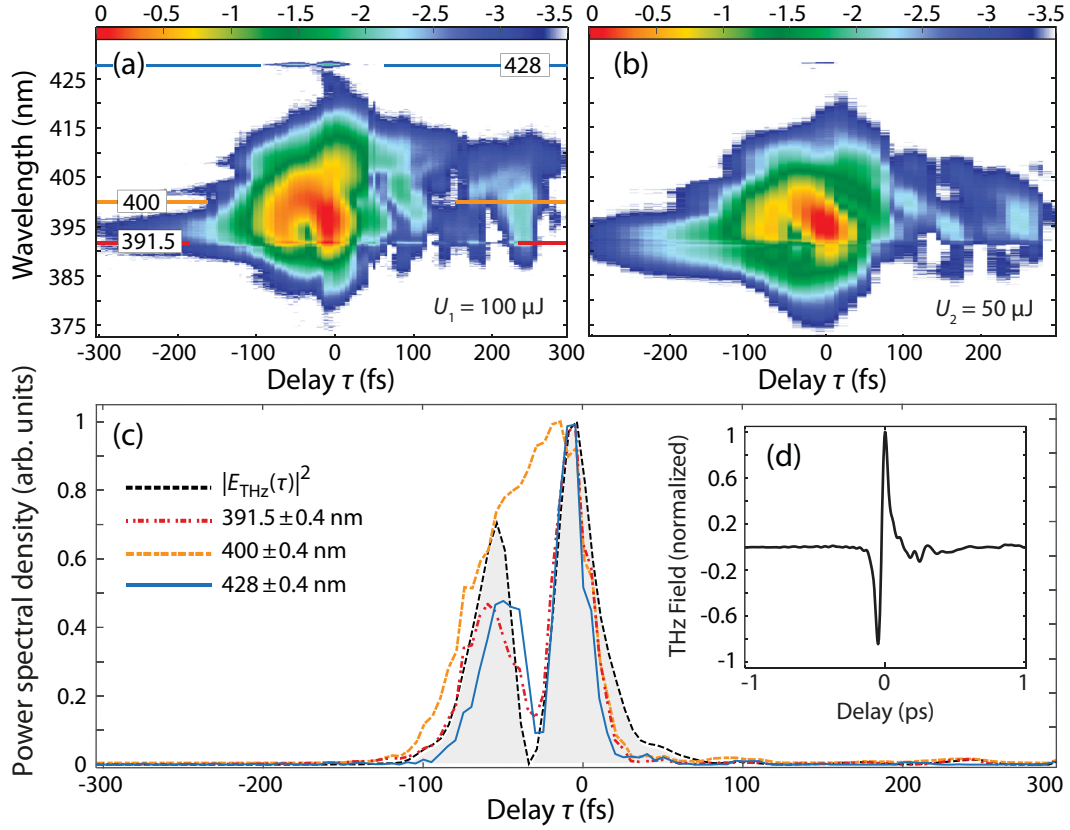 0 -0.5 -1 -1.5 -2 -2.5 -3 -3.5
0 -0.5 -1 -1.5 -2 -2.5 -3 -3.5
(a)
428
400
391.5
U1 = 100 µJ
Wavelength (nm)
425
415
405
395
385
375
-300 -200 -100 0 100 200 300
Delay τ (fs)
(b)
U2 = 50 µJ
-200 -100 0 100 200
Delay τ (fs)
Power spectral density (arb. units)
1
0.8
0.6
0.4
0.2
0
(c)
|ETHz(τ)|2
391.5 ± 0.4 nm
400 ± 0.4 nm
428 ± 0.4 nm
-300 -200 -100 0 100 200 300
Delay τ (fs)
(d)
THz Field (normalized)
1
0.6
0.2
-0.2
-0.6
-1
-1 0 1
Delay (ps)